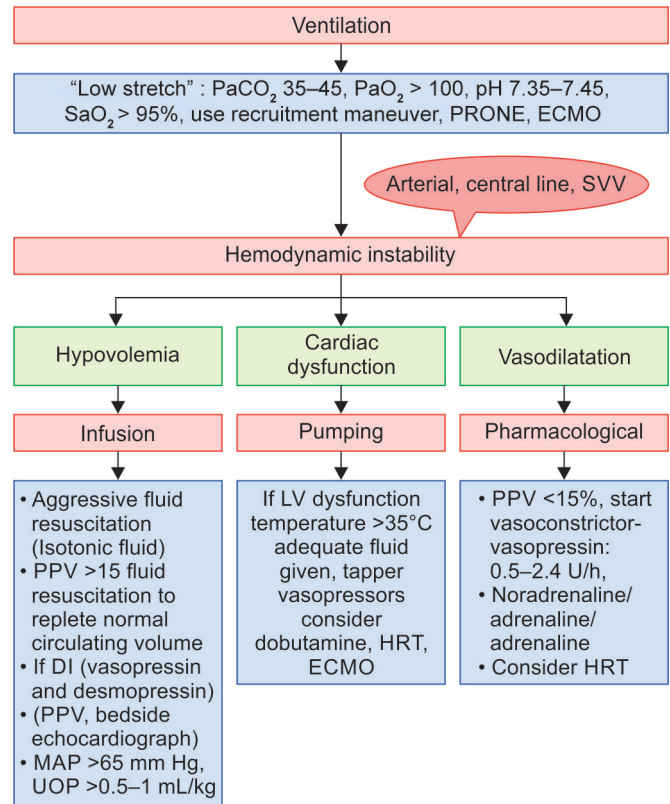 Ventilation
“Low stretch” : PaCO₂ 35–45, PaO₂ > 100, pH 7.35–7.45,
SaO₂ > 95%, use recruitment maneuver, PRONE, ECMO
Arterial, central line, SVV
Hemodynamic instability
Hypovolemia
Cardiac
dysfunction
Vasodilatation
Infusion
Pumping
Pharmacological
• Aggressive fluid
resuscitation
(Isotonic fluid)
• PPV >15 fluid
resuscitation to
replete normal
circulating volume
• If DI (vasopressin
and desmopressin)
• (PPV, bedside
echocardiograph)
• MAP >65 mm Hg,
UOP >0.5–1 mL/kg
If LV dysfunction
temperature >35°C
adequate fluid
given, tapper
vasopressors
consider
dobutamine, HRT,
ECMO
• PPV <15%, start
vasoconstrictor-
vasopressin:
0.5–2.4 U/h,
• Noradrenaline/
adrenaline/
adrenaline
• Consider HRT